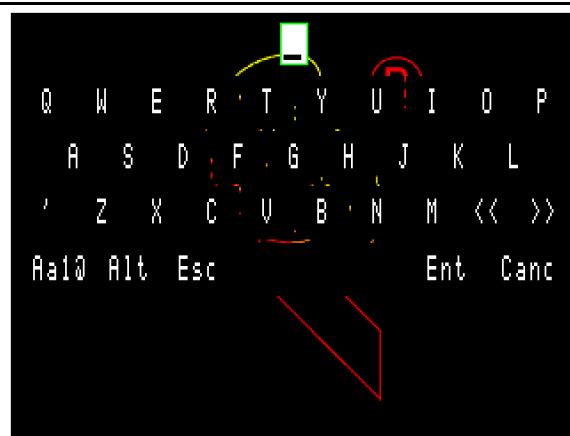 Q W E R T Y U I O P
A S D F G H J K L
' Z X C V B N M << >>
Aa1@ Alt Esc Ent Canc